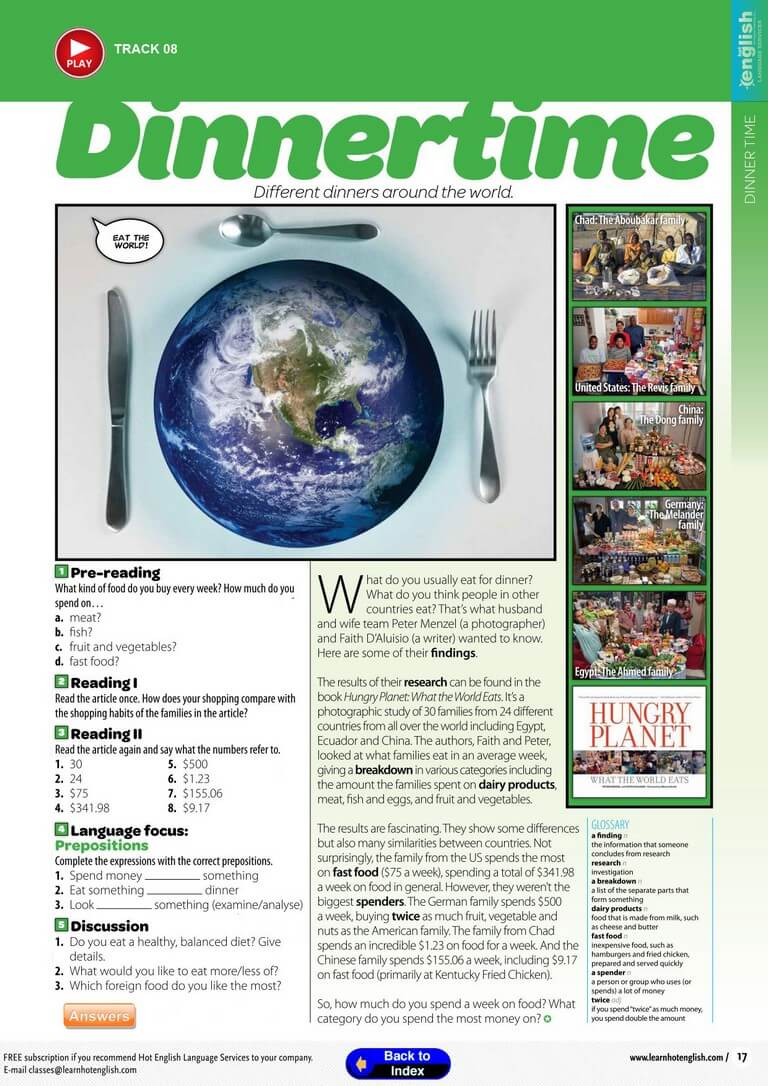 PLAY
TRACK 08
english
LANGUAGE SERVICES
DINNER TIME
Dinnertime
Different dinners around the world.
EAT THE
WORLD!
Chad: The Aboubakar family
United States: The Revis family
China:
The Dong family
Germany:
The Melander
family
Egypt: The Ahmed family
HUNGRY
PLANET
WHAT THE WORLD EATS
1 Pre-reading
What kind of food do you buy every week? How much do you
spend on…
a. meat?
b. fish?
c. fruit and vegetables?
d. fast food?
2 Reading I
Read the article once. How does your shopping compare with
the shopping habits of the families in the article?
3 Reading II
Read the article again and say what the numbers refer to.
1. 30
2. 24
3. $75
4. $341.98
5. $500
6. $1.23
7. $155.06
8. $9.17
4 Language focus:
Prepositions
Complete the expressions with the correct prepositions.
1. Spend money ________ something
2. Eat something ________ dinner
3. Look ________ something (examine/analyse)
5 Discussion
1. Do you eat a healthy, balanced diet? Give
details.
2. What would you like to eat more/less of?
3. Which foreign food do you like the most?
Answers
What do you usually eat for dinner?
What do you think people in other
countries eat? That's what husband
and wife team Peter Menzel (a photographer)
and Faith D'Aluisio (a writer) wanted to know.
Here are some of their findings.
The results of their research can be found in the
book Hungry Planet: What the World Eats. It's a
photographic study of 30 families from 24 different
countries from all over the world including Egypt,
Ecuador and China. The authors, Faith and Peter,
looked at what families eat in an average week,
giving a breakdown in various categories including
the amount the families spent on dairy products,
meat, fish and eggs, and fruit and vegetables.
The results are fascinating. They show some differences
but also many similarities between countries. Not
surprisingly, the family from the US spends the most
on fast food ($75 a week), spending a total of $341.98
a week on food in general. However, they weren't the
biggest spenders. The German family spends $500
a week, buying twice as much fruit, vegetable and
nuts as the American family. The family from Chad
spends an incredible $1.23 on food for a week. And the
Chinese family spends $155.06 a week, including $9.17
on fast food (primarily at Kentucky Fried Chicken).
So, how much do you spend a week on food? What
category do you spend the most money on?
GLOSSARY
a finding n
the information that someone
concludes from research
research n
investigation
a breakdown n
a list of the separate parts that
form something
dairy products n
food that is made from milk, such
as cheese and butter
fast food n
inexpensive food, such as
hamburgers and fried chicken,
prepared and served quickly
a spender n
a person or group who uses (or
spends) a lot of money
twice adj
if you spend "twice" as much money,
you spend double the amount
FREE subscription if you recommend Hot English Language Services to your company.
E-mail classes@learnhotenglish.com
Back to
Index
www.learnhotenglish.com / 17